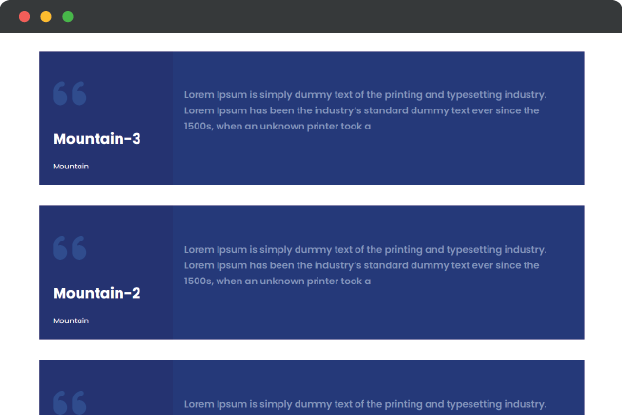 Lorem Ipsum is simply dummy text of the printing and typesetting industry.
Lorem Ipsum has been the industry's standard dummy text ever since the
1500s, when an unknown printer took a
Mountain-3
Mountain
Lorem Ipsum is simply dummy text of the printing and typesetting industry.
Lorem Ipsum has been the industry's standard dummy text ever since the
1500s, when an unknown printer took a
Mountain-2
Mountain
Lorem Ipsum is simply dummy text of the printing and typesetting industry.